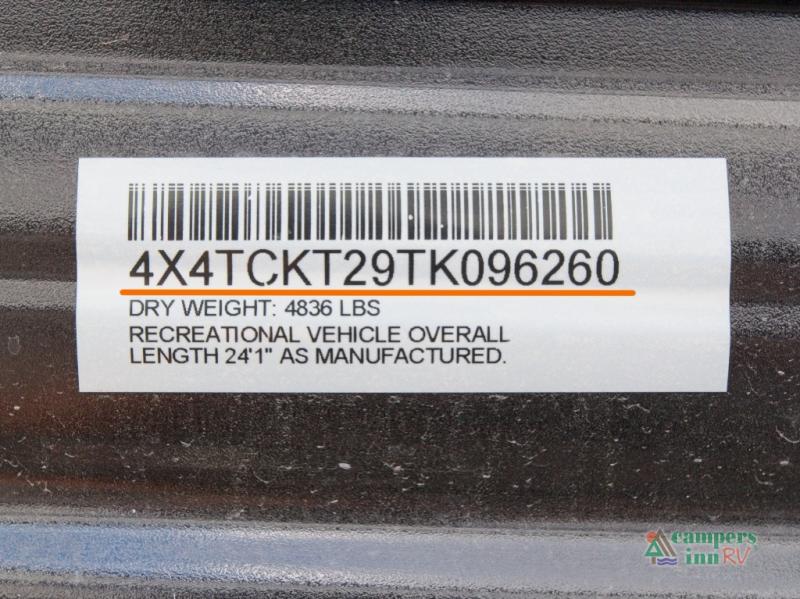 4X4TCKT29TK096260
DRY WEIGHT: 4836 LBS
RECREATIONAL VEHICLE OVERALL
LENGTH 24'1" AS MANUFACTURED.
campers
inn RV